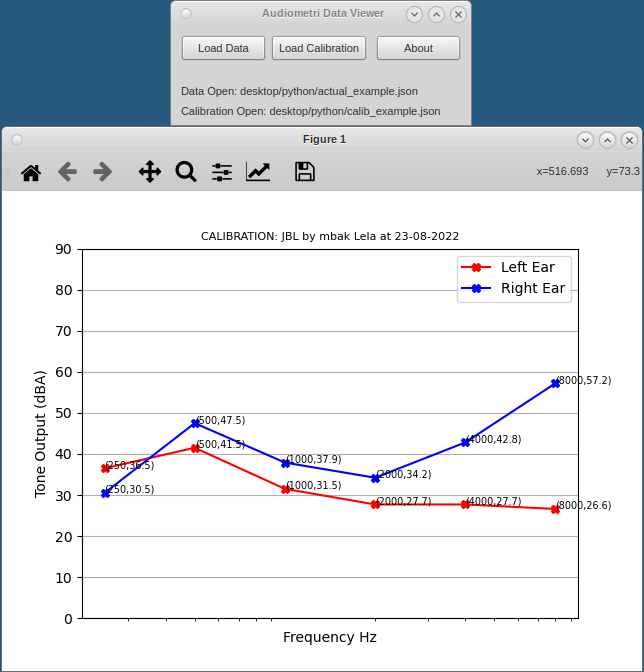 Audiometri Data Viewer
Load Data
Load Calibration
About
Data Open: desktop/python/actual_example.json
Calibration Open: desktop/python/calib_example.json
Figure 1
x=516.693 y=73.3
CALIBRATION: JBL by mbak Lela at 23-08-2022
Left Ear
Right Ear
90
80
70
60
50
40
30
20
10
0
Tone Output (dBA)
(8000,57.2)
(500,47.5)
(500,41.5)
(4000,42.8)
(1000,37.9)
(250,36.5)
(2000,34.2)
(250,30.5)
(1000,31.5)
(2000,27.7)
(4000,27.7)
(8000,26.6)
Frequency Hz